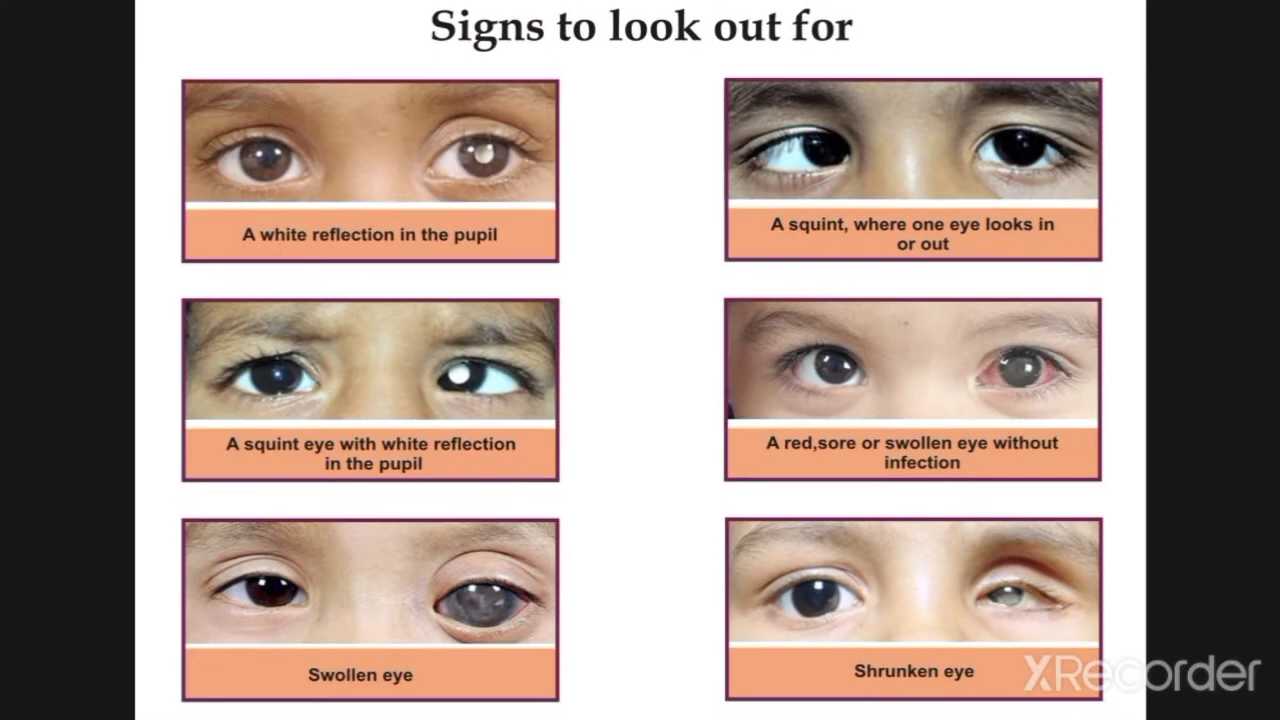 Signs to look out for
A white reflection in the pupil
A squint, where one eye looks in
or out
A squint eye with white reflection
in the pupil
A red,sore or swollen eye without
infection
Swollen eye
Shrunken eye
XRecorder